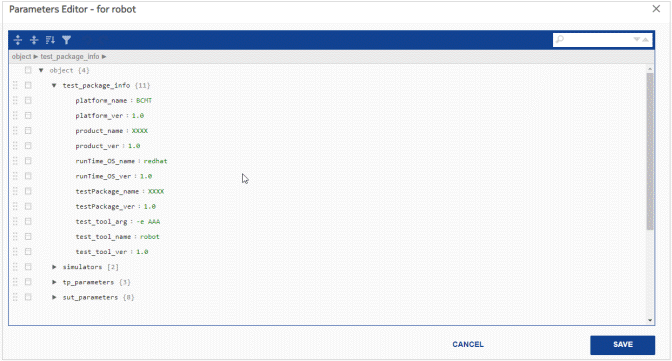 Parameters Editor - for robot
object ▶ test_package_info ▶
object {4}
test_package_info {11}
platform_name : BCMT
platform_ver : 1.0
product_name : XXXX
product_ver : 1.0
runTime_OS_name : redhat
runTime_OS_ver : 1.0
testPackage_name : XXXX
testPackage_ver : 1.0
test_tool_arg : -e AAA
test_tool_name : robot
test_tool_ver : 1.0
simulators [2]
tp_parameters {3}
sut_parameters {8}
CANCEL SAVE